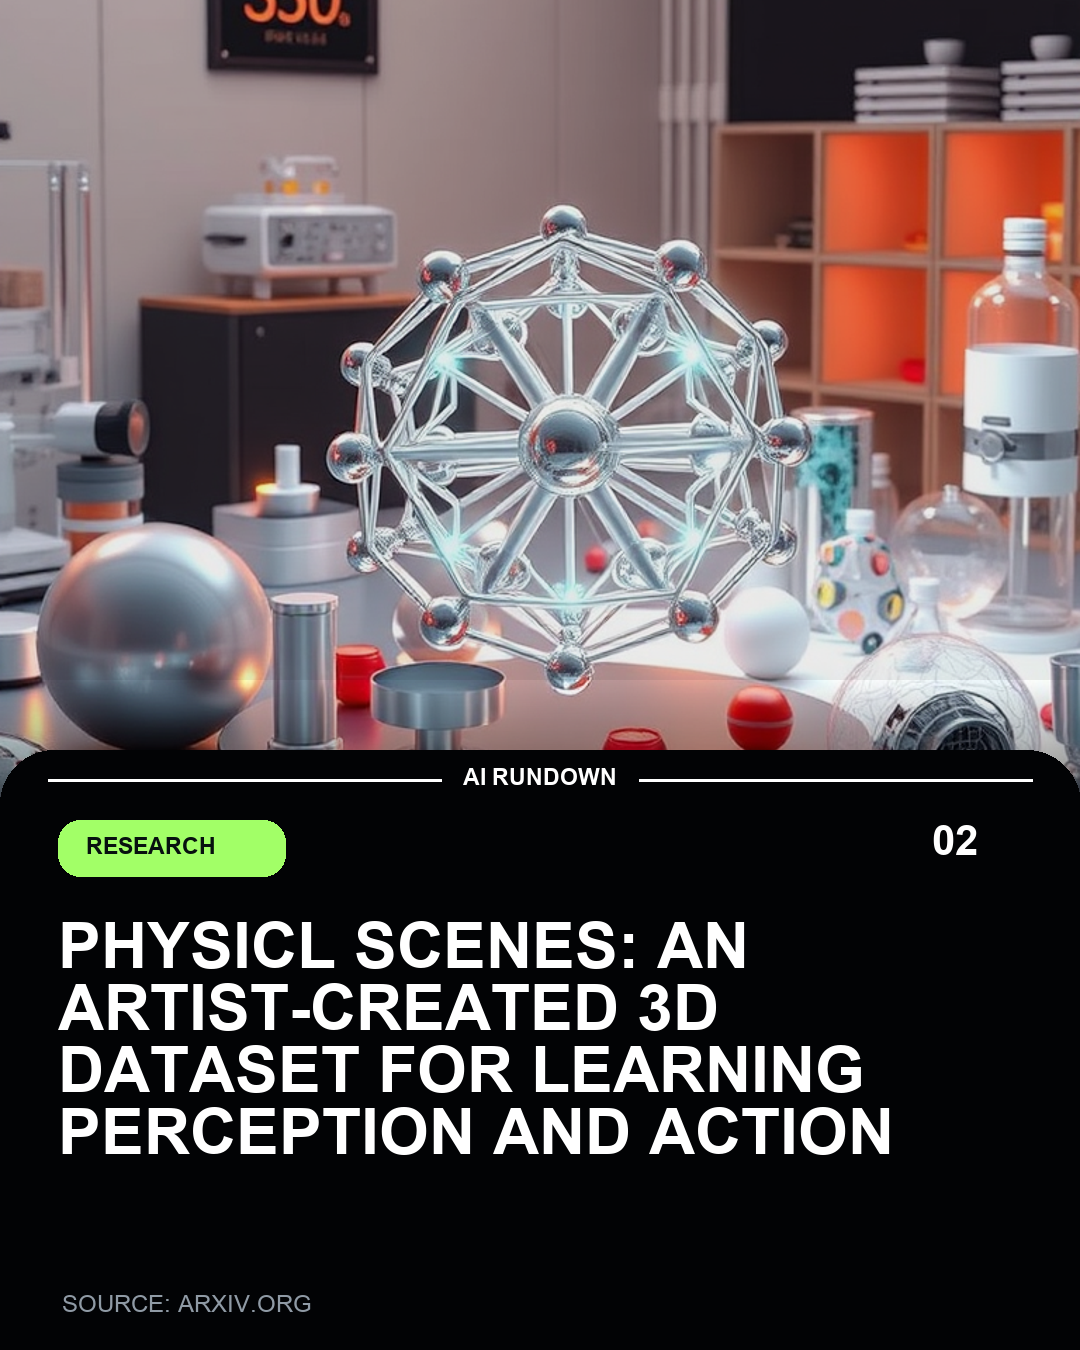 AI RUNDOWN
RESEARCH
02
PHYSICL SCENES: AN
ARTIST-CREATED 3D
DATASET FOR LEARNING
PERCEPTION AND ACTION
SOURCE: ARXIV.ORG